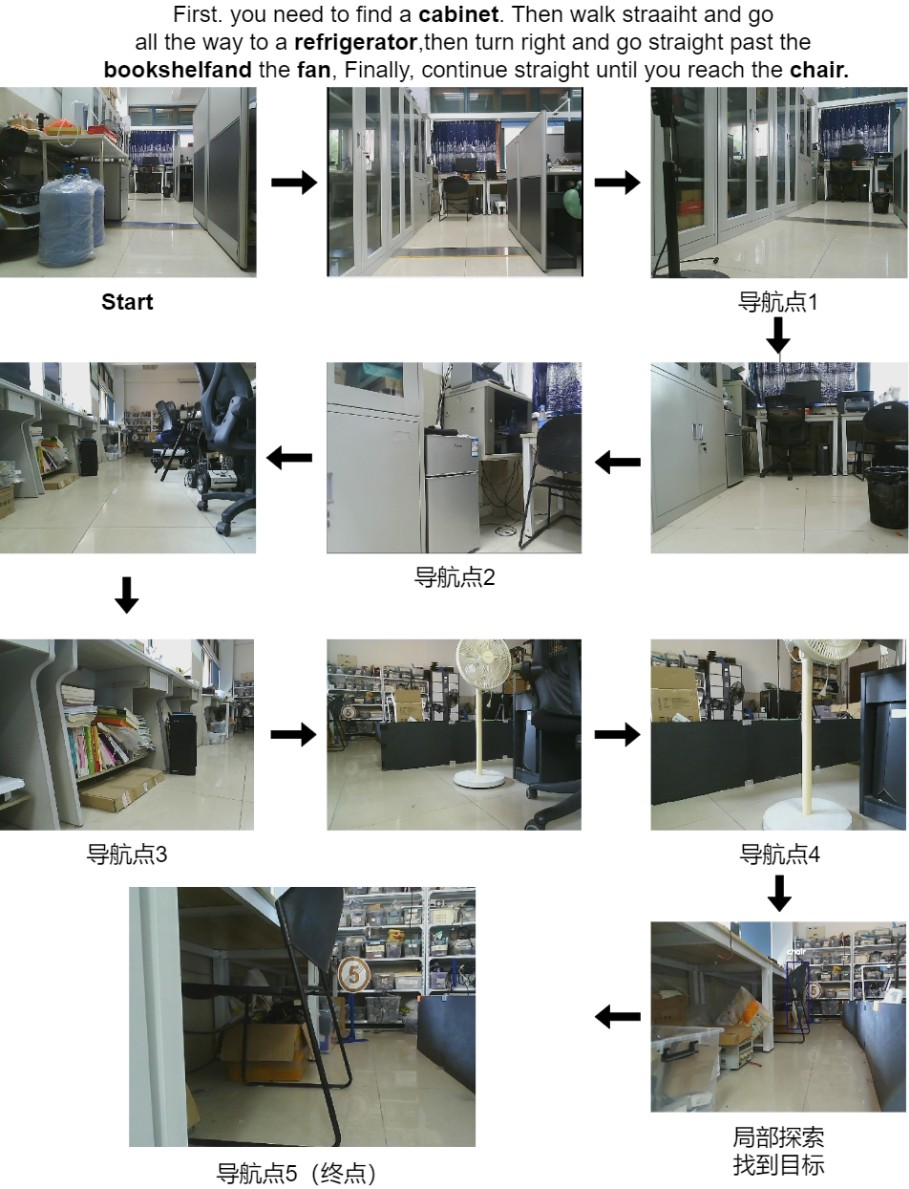 First. you need to find a cabinet. Then walk straaiht and go
all the way to a refrigerator,then turn right and go straight past the
bookshelfand the fan, Finally, continue straight until you reach the chair.
Start
导航点1
导航点2
导航点3
导航点4
chair
5
5
导航点5（终点）
局部探索
找到目标